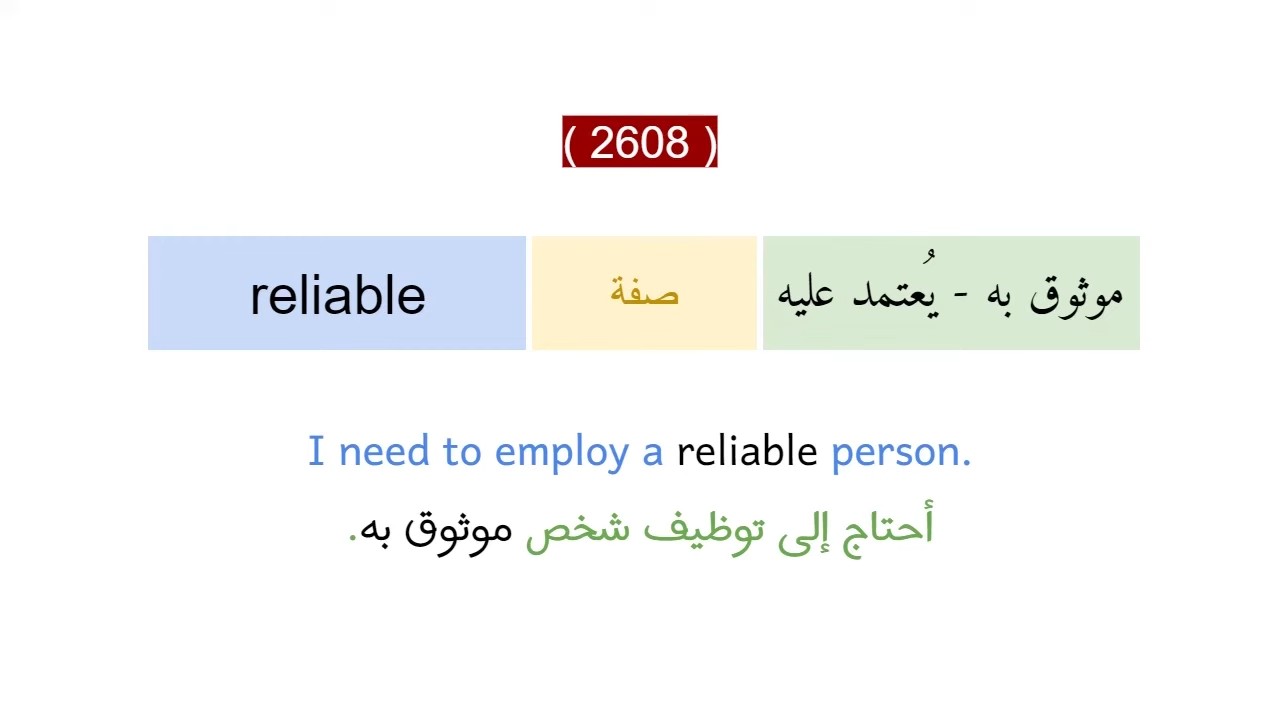 ( 2608 )
reliable صفة موثوق به - يُعتمد عليه
I need to employ a reliable person.
أحتاج إلى توظيف شخص موثوق به.